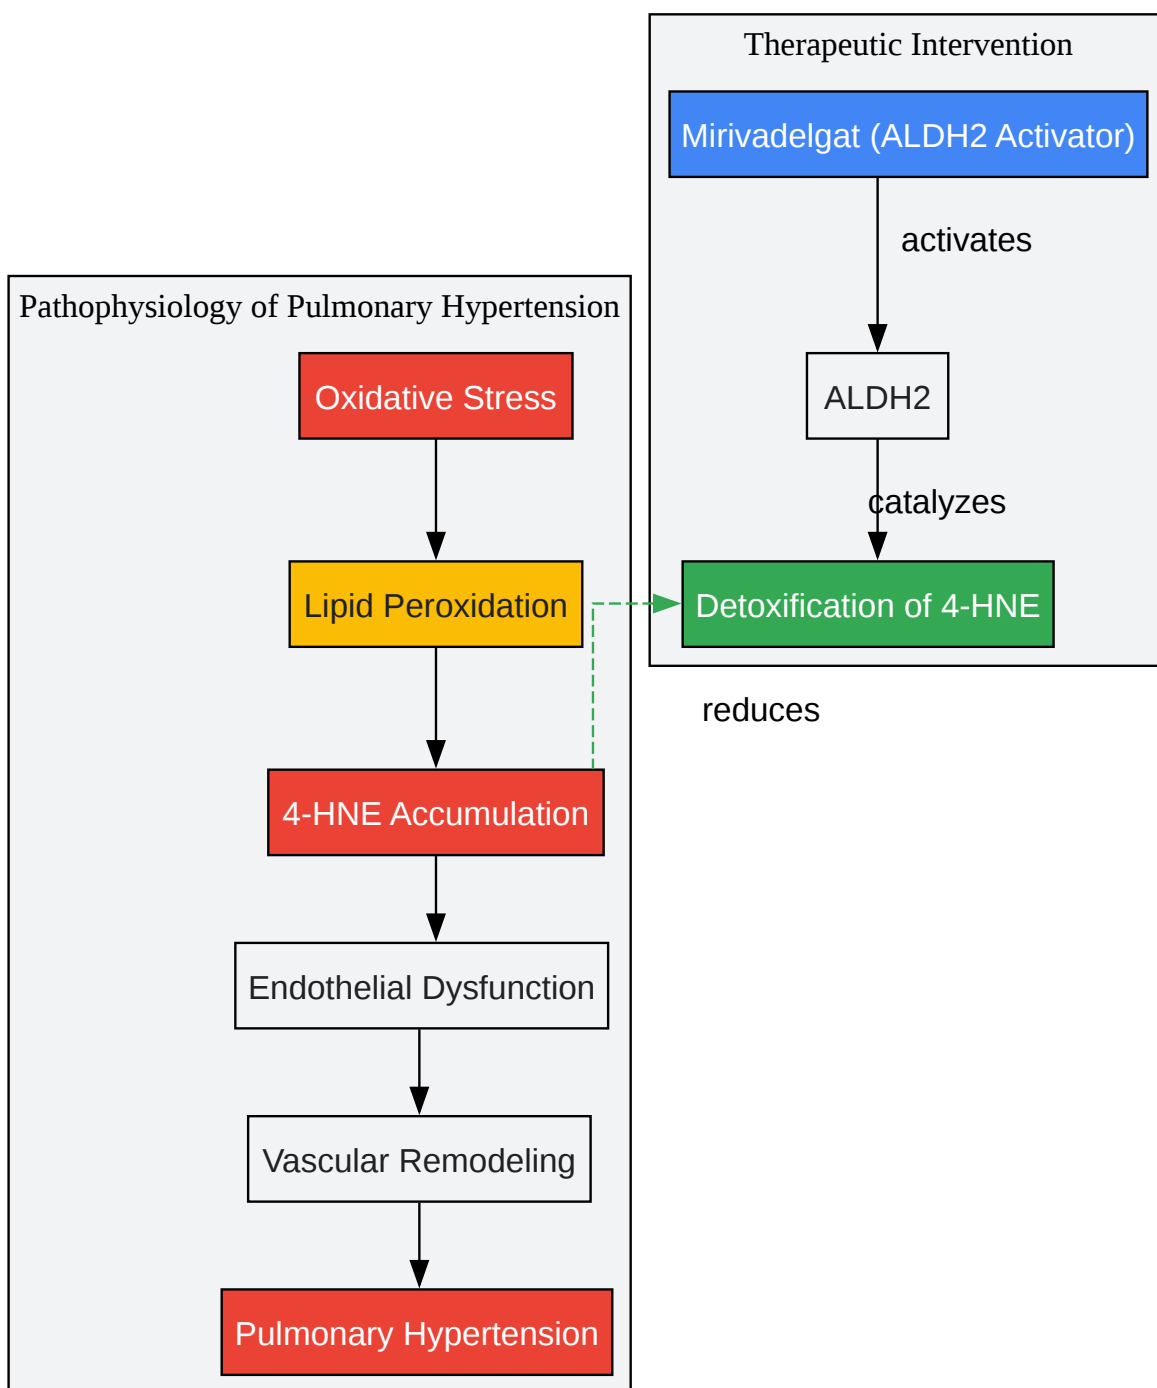 Therapeutic Intervention
Mirivadelgat (ALDH2 Activator)
activates
ALDH2
catalyzes
Detoxification of 4-HNE
reduces
Pathophysiology of Pulmonary Hypertension
Oxidative Stress
Lipid Peroxidation
4-HNE Accumulation
Endothelial Dysfunction
Vascular Remodeling
Pulmonary Hypertension